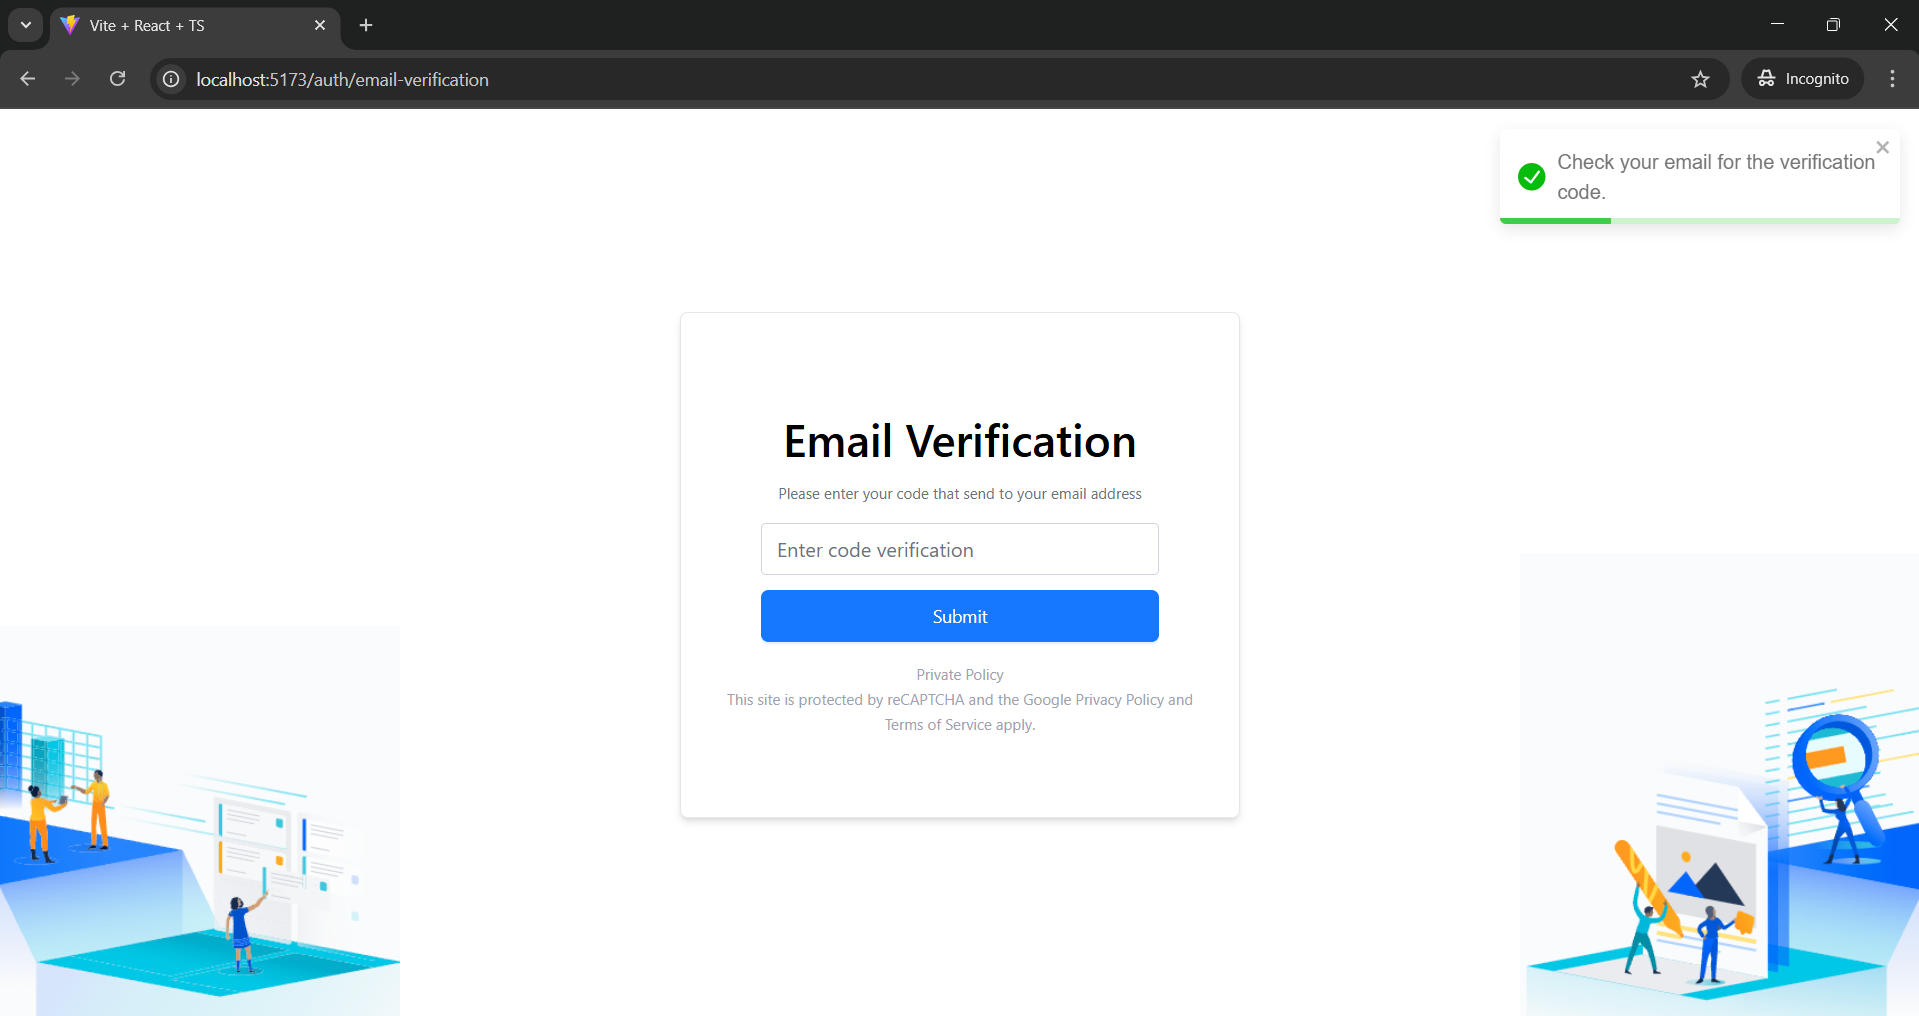 Vite + React + TS
localhost:5173/auth/email-verification
Incognito
Check your email for the verification
code.
Email Verification
Please enter your code that send to your email address
Enter code verification
Submit
Private Policy
This site is protected by reCAPTCHA and the Google Privacy Policy and
Terms of Service apply.